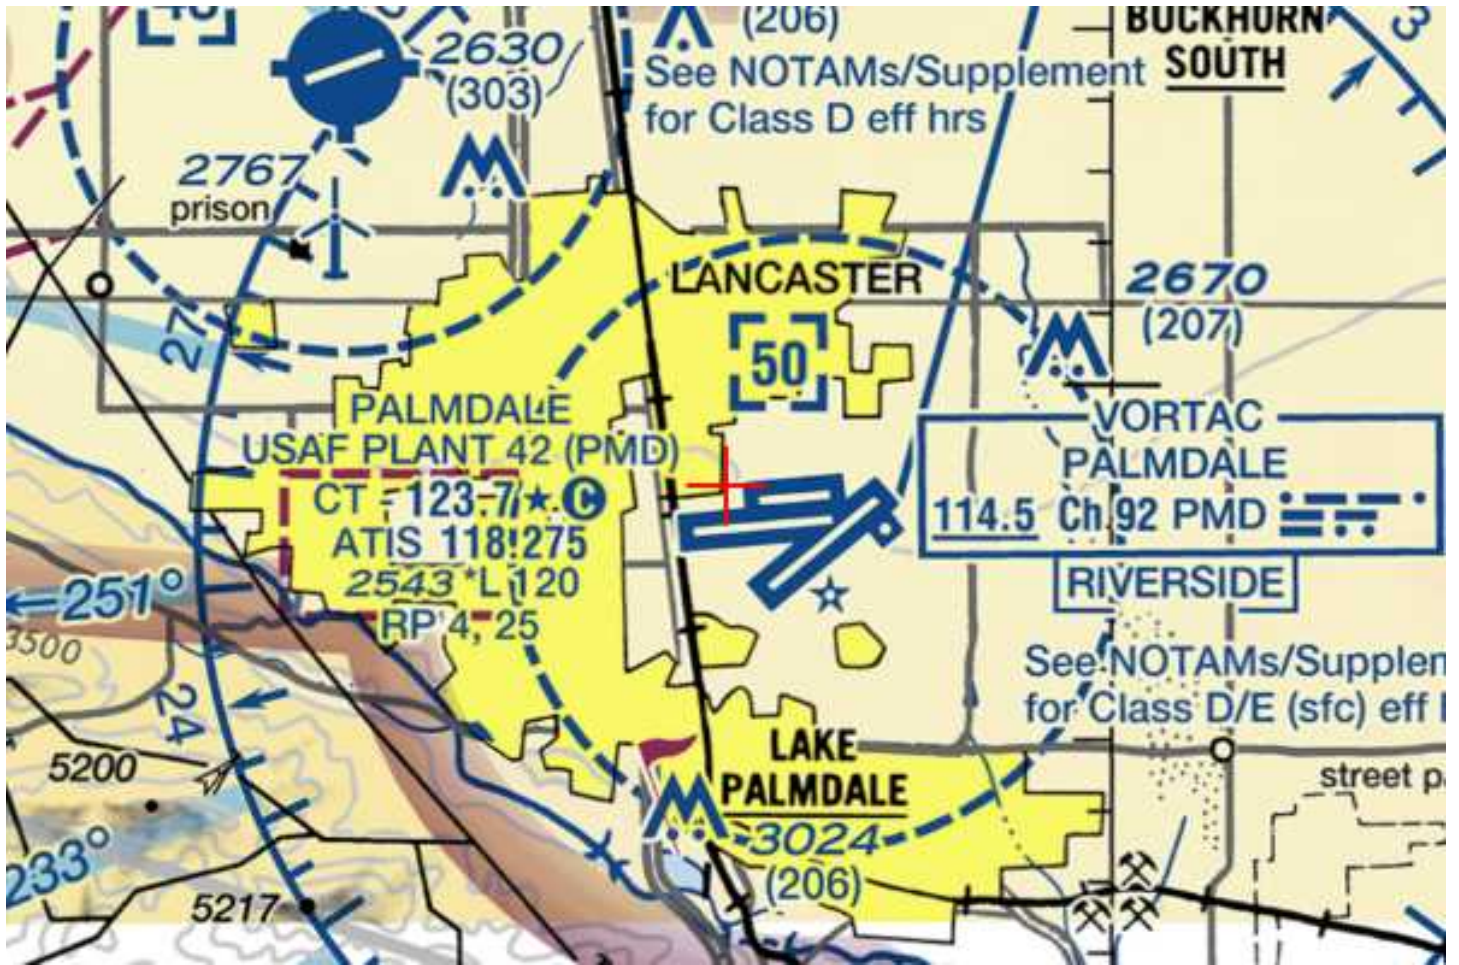 (206)
BUCKHORN
SOUTH
3
2630
(303)
See NOTAMs/Supplement
for Class D eff hrs
2767
prison
LANCASTER
2670
(207)
27
50
PALMDALE
USAF PLANT 42 (PMD)
CT - 123.7 ★ C
ATIS 118.275
2543 *L 120
RP 4, 25
VORTAC
PALMDALE
114.5 Ch 92 PMD
RIVERSIDE
251°
3500
See NOTAMs/Supplem
for Class D/E (sfc) eff
24
5200
LAKE
PALMDALE
3024
(206)
street p
233°
5217